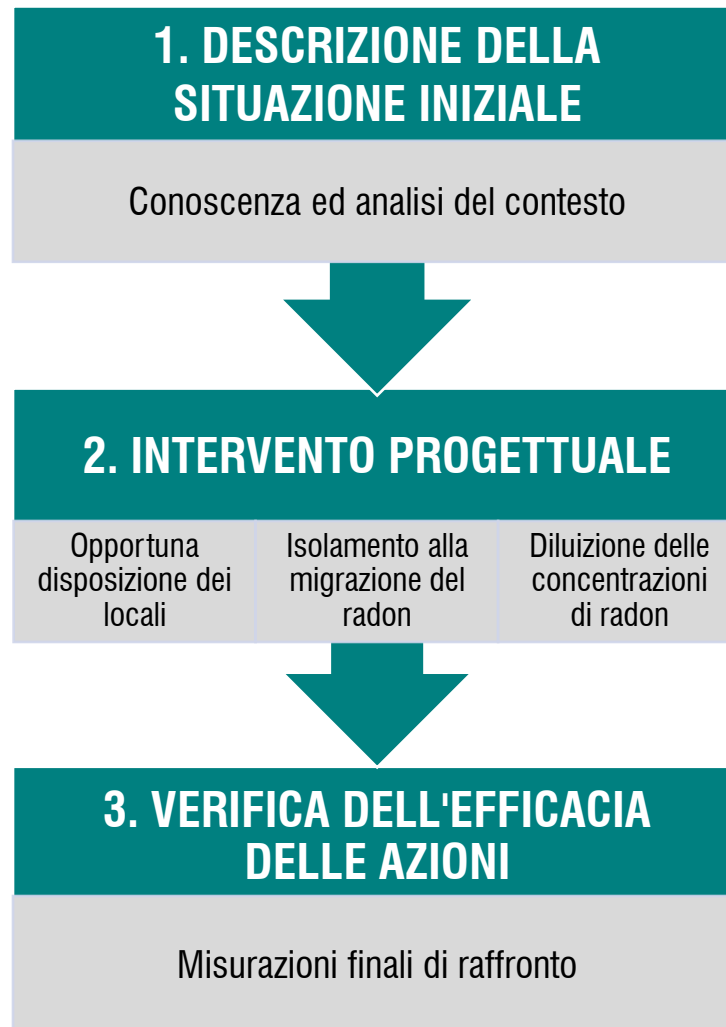 1. DESCRIZIONE DELLA
SITUAZIONE INIZIALE
Conoscenza ed analisi del contesto
2. INTERVENTO PROGETTUALE
Opportuna
disposizione dei
locali
Isolamento alla
migrazione del
radon
Diluizione delle
concentrazioni
di radon
3. VERIFICA DELL'EFFICACIA
DELLE AZIONI
Misurazioni finali di raffronto